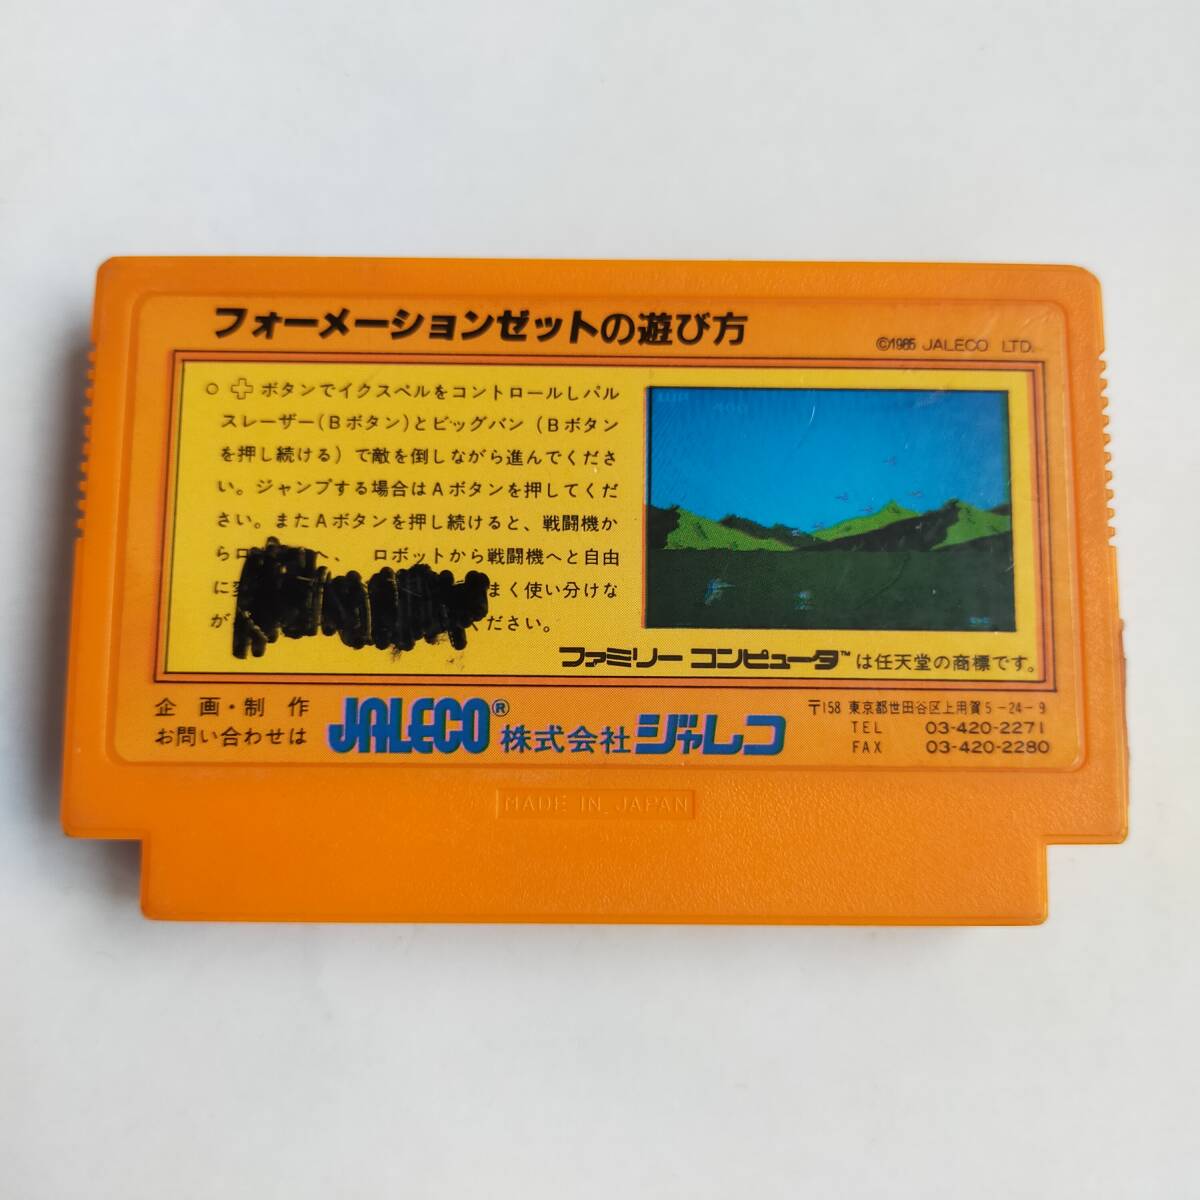 フォーメーションゼットの遊び方
©1985 JALECO LTD.
○ ✚ ボタンでイクスペルをコントロールしパル
スレーザー(Bボタン)とビッグバン (Bボタン
を押し続ける) で敵を倒しながら進んでくださ
い。ジャンプする場合はAボタンを押してくだ
さい。またAボタンを押し続けると、戦闘機か
らロ へ、 ロボットから戦闘機へと自由
に変 まく使い分けな
が ください。
ファミリー コンピュータ™は任天堂の商標です。
企画・制作
お問い合わせは
JALECO® 株式会社ジャレコ
〒158 東京都世田谷区上用賀5-24-9
TEL 03-420-2271
FAX 03-420-2280
MADE IN JAPAN